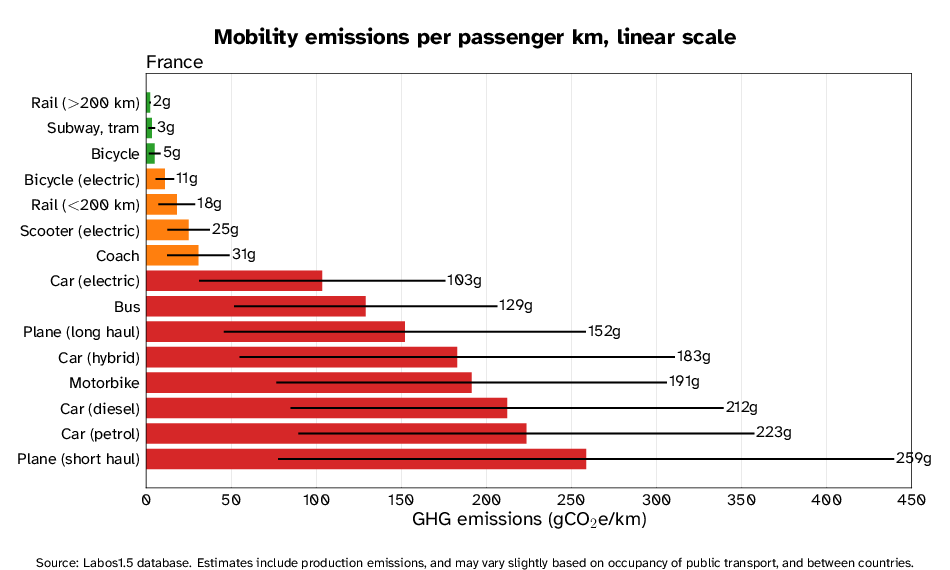 Mobility emissions per passenger km, linear scale
France
Rail (>200 km) 2g
Subway, tram 3g
Bicycle 5g
Bicycle (electric) 11g
Rail (<200 km) 18g
Scooter (electric) 25g
Coach 31g
Car (electric) 103g
Bus 129g
Plane (long haul) 152g
Car (hybrid) 183g
Motorbike 191g
Car (diesel) 212g
Car (petrol) 223g
Plane (short haul) 259g
0 50 100 150 200 250 300 350 400 450
GHG emissions (gCO₂e/km)
Source: Labos1.5 database. Estimates include production emissions, and may vary slightly based on occupancy of public transport, and between countries.